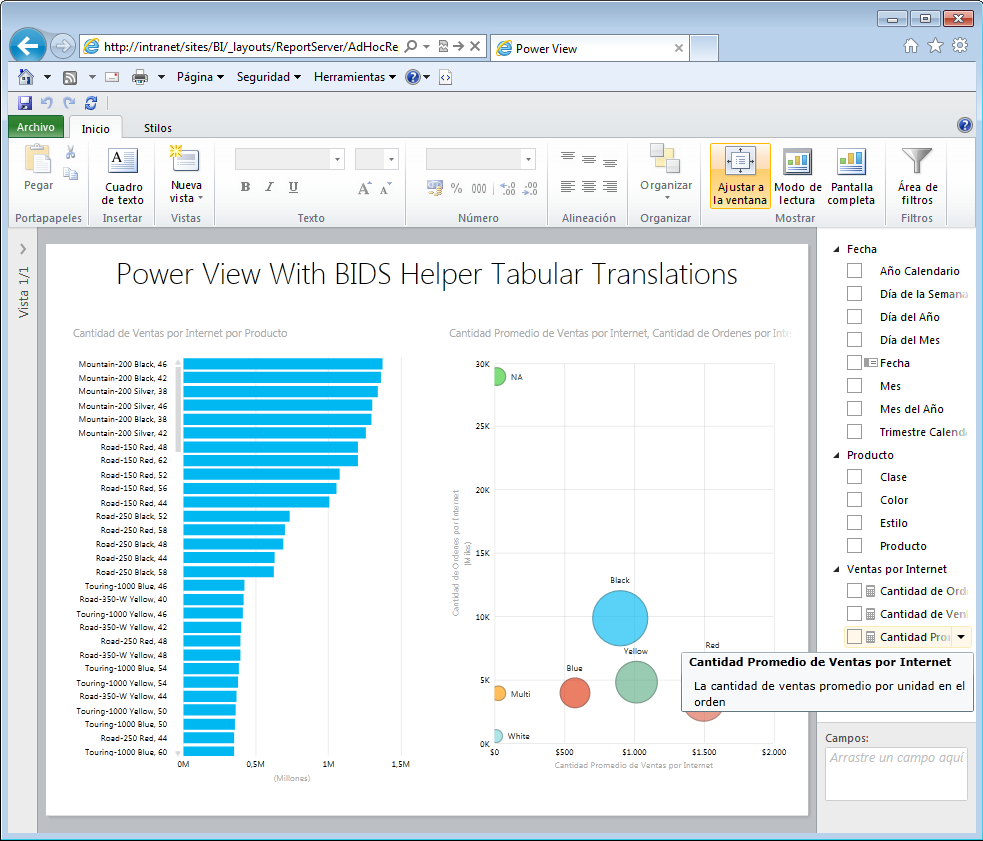 http://intranet/sites/BI/_layouts/ReportServer/AdHocRe
Power View
Página
Seguridad
Herramientas
Archivo
Inicio
Stilos
Pegar
Cuadro
de texto
Nueva
vista
Organizar
Ajustar a
la ventana
Modo de
lectura
Pantalla
completa
Área de
filtros
Portapapeles
Insertar
Vistas
Texto
Número
Alineación
Organizar
Mostrar
Filtros
Vista 1/1
Power View With BIDS Helper Tabular Translations
Cantidad de Ventas por Internet por Producto
Mountain-200 Black, 46
Mountain-200 Black, 42
Mountain-200 Silver, 38
Mountain-200 Silver, 46
Mountain-200 Black, 38
Mountain-200 Silver, 42
Road-150 Red, 48
Road-150 Red, 62
Road-150 Red, 52
Road-150 Red, 56
Road-150 Red, 44
Road-250 Black, 52
Road-250 Red, 58
Road-250 Black, 48
Road-250 Black, 44
Road-250 Black, 58
Touring-1000 Blue, 46
Road-350-W Yellow, 40
Touring-1000 Yellow, 46
Road-350-W Yellow, 42
Road-250 Red, 48
Road-350-W Yellow, 48
Touring-1000 Blue, 54
Touring-1000 Yellow, 54
Road-350-W Yellow, 44
Touring-1000 Yellow, 50
Touring-1000 Blue, 50
Road-250 Red, 44
Touring-1000 Blue, 60
0M
0,5M
1M
1,5M
(Millones)
Cantidad Promedio de Ventas por Internet, Cantidad de Ordenes por Inte
Cantidad de Ordenes por Internet
(Miles)
30K
25K
20K
15K
10K
5K
0K
NA
Black
Yellow
Red
Blue
Multi
White
$0
$500
$1.000
$1.500
$2.000
Cantidad Promedio de Ventas por Internet
Fecha
Año Calendario
Día de la Semana
Día del Año
Día del Mes
Fecha
Mes
Mes del Año
Trimestre Calenda
Producto
Clase
Color
Estilo
Producto
Ventas por Internet
Cantidad de Ord
Cantidad de Ven
Cantidad Pro
Cantidad Promedio de Ventas por Internet
La cantidad de ventas promedio por unidad en el
orden
Campos:
Arrastre un campo aquí